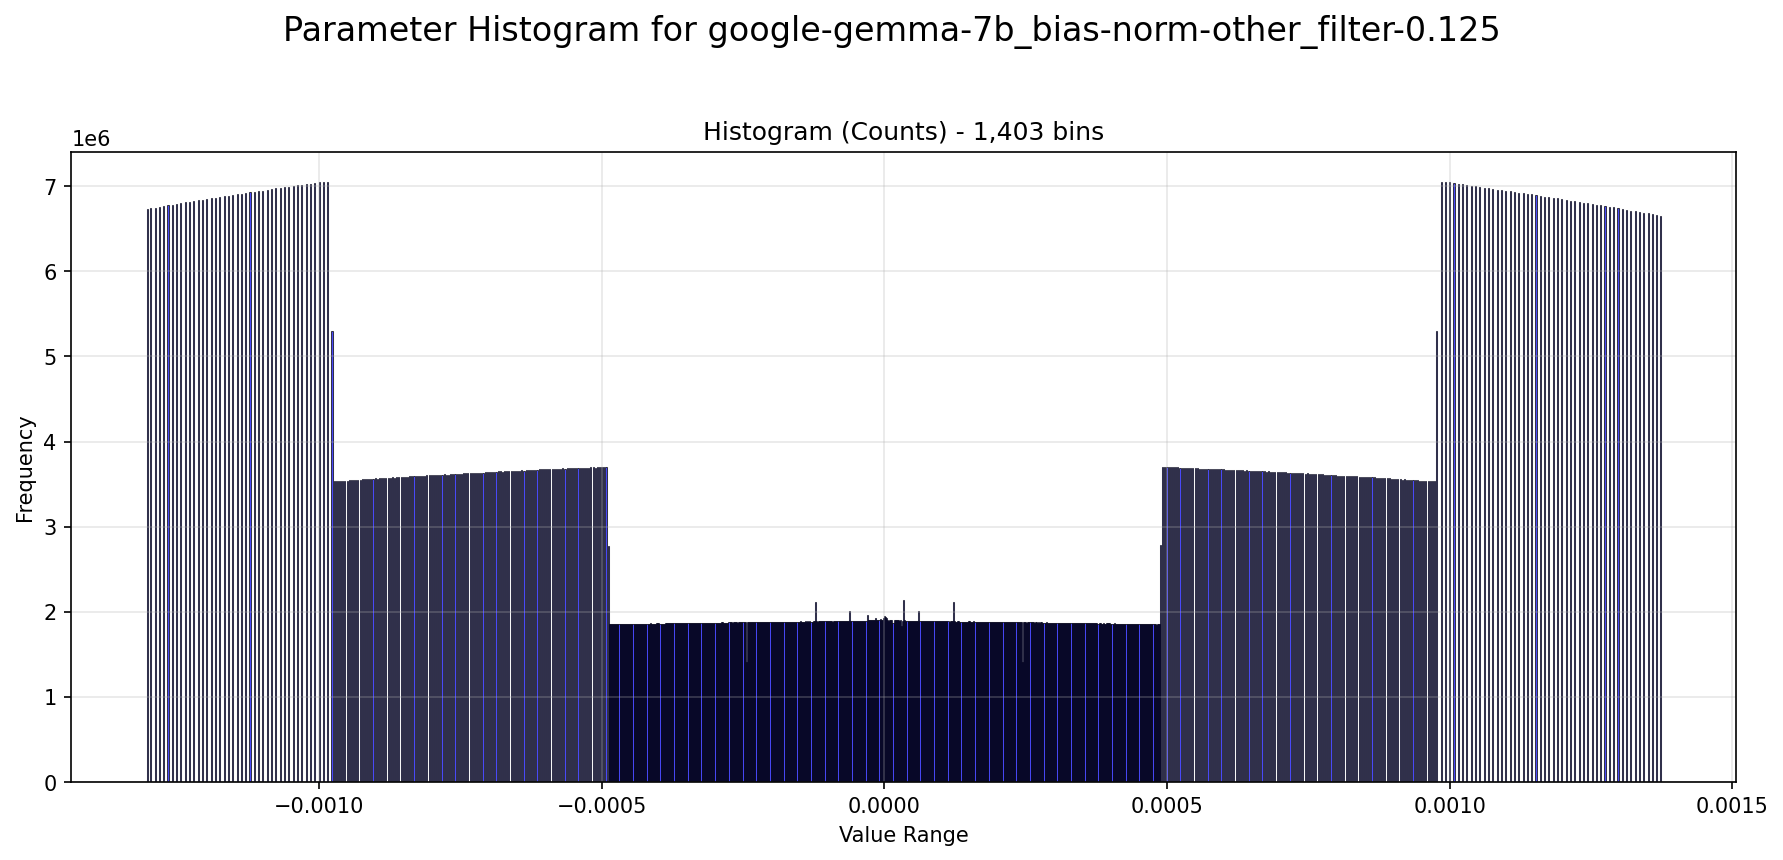 Parameter Histogram for google-gemma-7b_bias-norm-other_filter-0.125
Histogram (Counts) - 1,403 bins
1e6
7
6
5
4
3
2
1
0
Frequency
−0.0010
−0.0005
0.0000
0.0005
0.0010
0.0015
Value Range